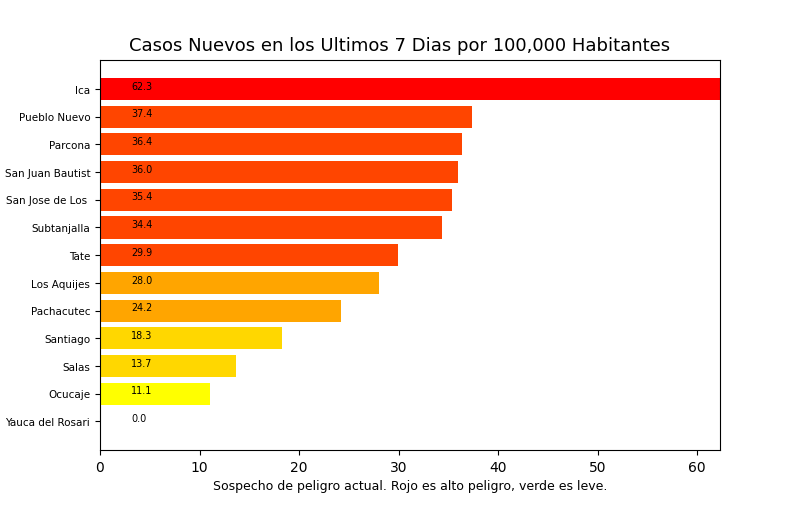 Casos Nuevos en los Ultimos 7 Dias por 100,000 Habitantes
Ica 62.3
Pueblo Nuevo 37.4
Parcona 36.4
San Juan Bautist 36.0
San Jose de Los 35.4
Subtanjalla 34.4
Tate 29.9
Los Aquijes 28.0
Pachacutec 24.2
Santiago 18.3
Salas 13.7
Ocucaje 11.1
Yauca del Rosari 0.0
0 10 20 30 40 50 60
Sospecho de peligro actual. Rojo es alto peligro, verde es leve.